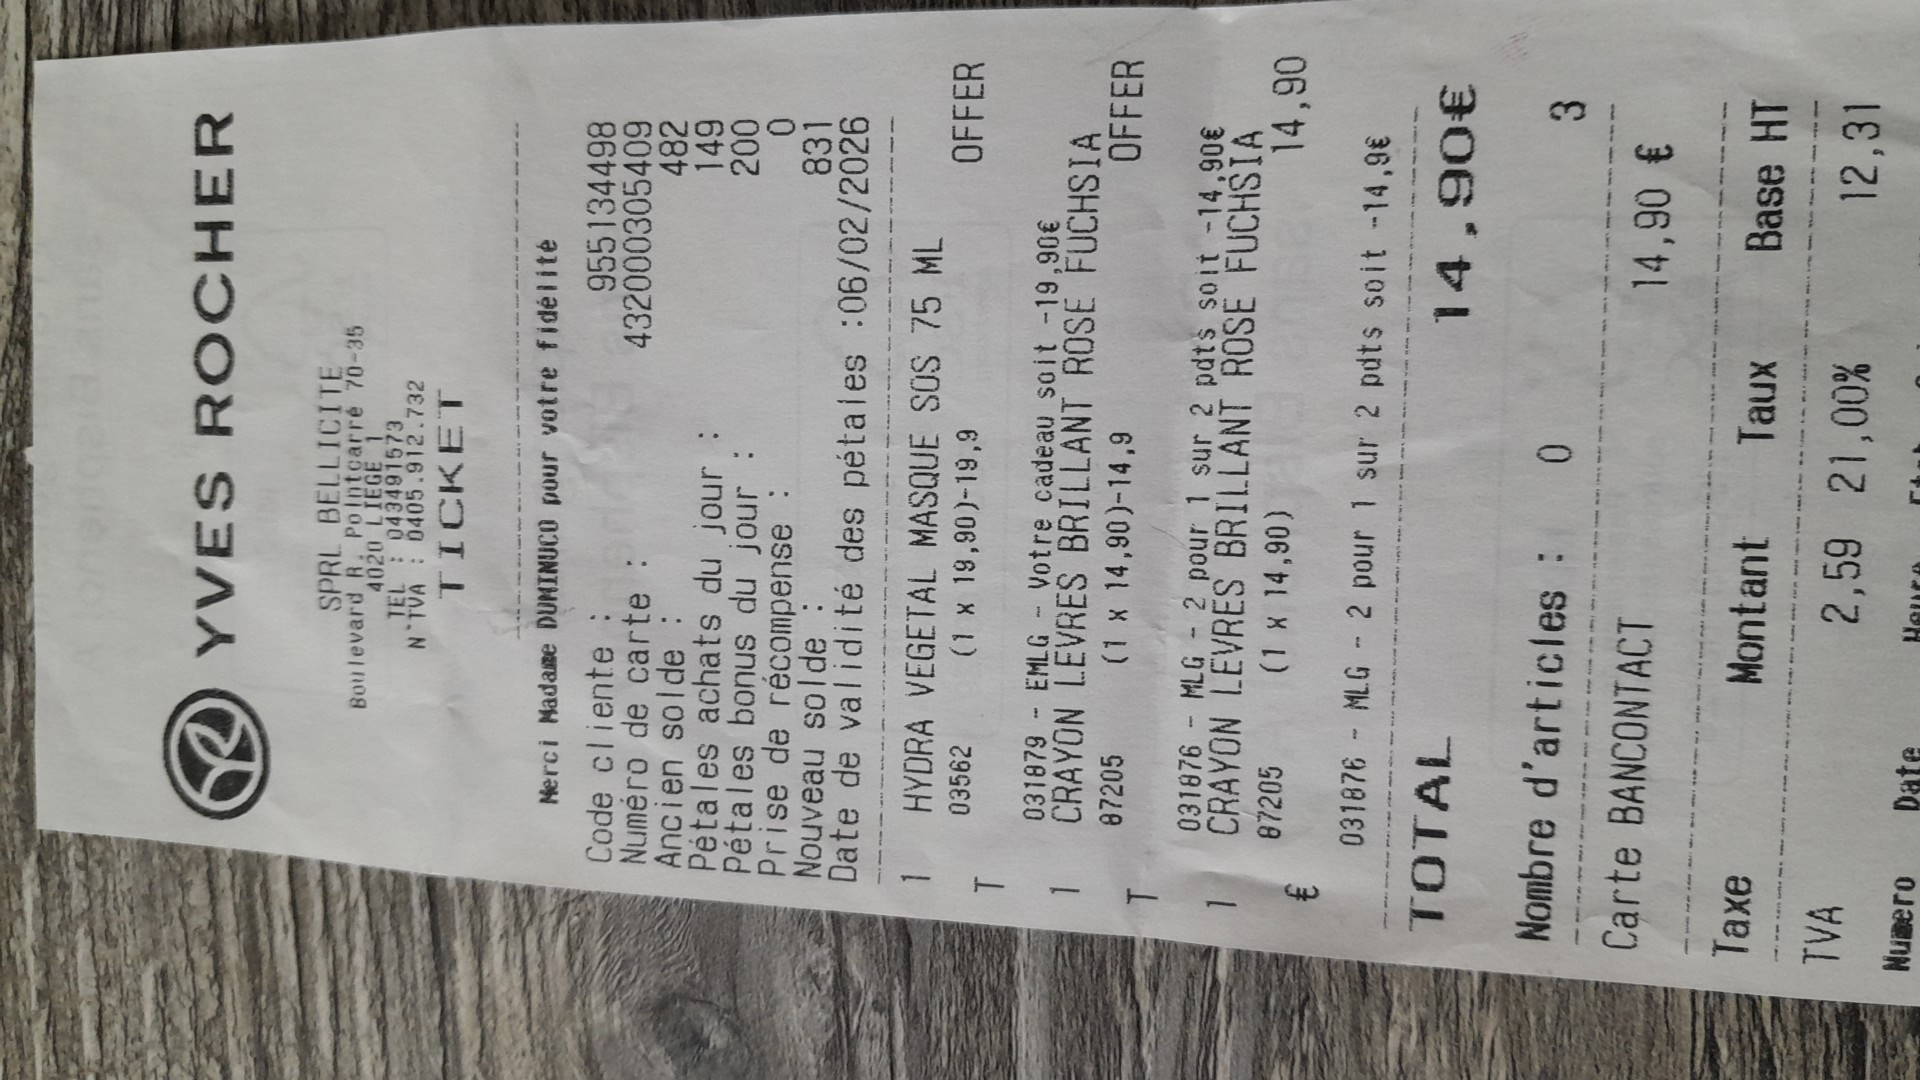 YVES ROCHER
SPRL BELLICITE
Boulevard R. Pointcarré 70-35
4020 LIEGE 1
TEL : 043491573
N°TVA : 0405.912.732
TICKET
Merci Madame DUMINUCO pour votre fidélité
Code cliente : 955134498
Numéro de carte : 4320003054​09
Ancien solde : 482
Pétales achats du jour : 149
Pétales bonus du jour : 200
Prise de récompense : 0
Nouveau solde : 831
Date de validité des pétales :06/02/2026
1 HYDRA VEGETAL MASQUE SOS 75 ML
03562 (1 x 19,90)-19,9 OFFER
T
031879 - EMLG - Votre cadeau soit -19,90€
1 CRAYON LEVRES BRILLANT ROSE FUCHSIA
87205 (1 x 14,90)-14,9 OFFER
T
031876 - MLG - 2 pour 1 sur 2 pdts soit -14,90€
1 CRAYON LEVRES BRILLANT ROSE FUCHSIA
87205 (1 x 14,90) 14,90
€
031876 - MLG - 2 pour 1 sur 2 pdts soit -14,9€
TOTAL 14,90€
Nombre d'articles : 0 3
Carte BANCONTACT 14,90 €
Taxe Montant Taux Base HT
TVA 2,59 21,00% 12,31
Numero Date Heure